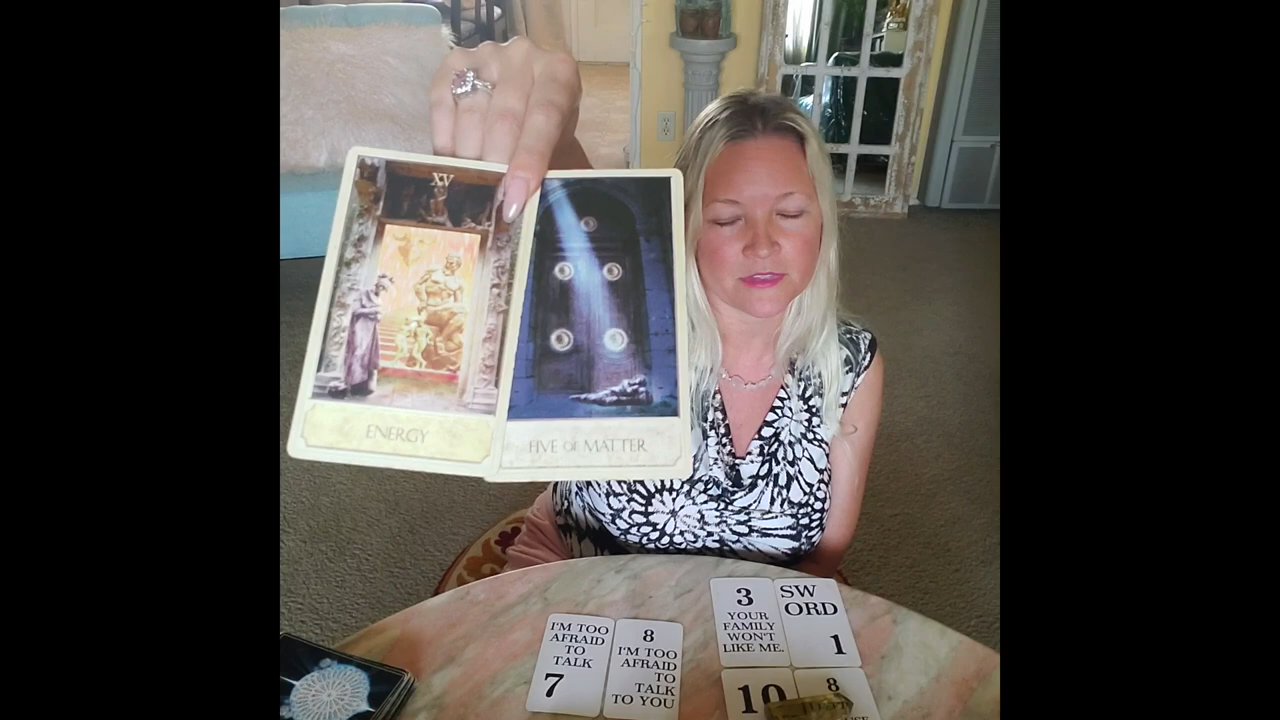 XV
ENERGY
FIVE OF MATTER
3
YOUR
FAMILY
WON'T
LIKE ME.
SW
ORD
1
I'M TOO
AFRAID
TO
TALK
7
8
I'M TOO
AFRAID
TO
TALK
TO YOU
10
8